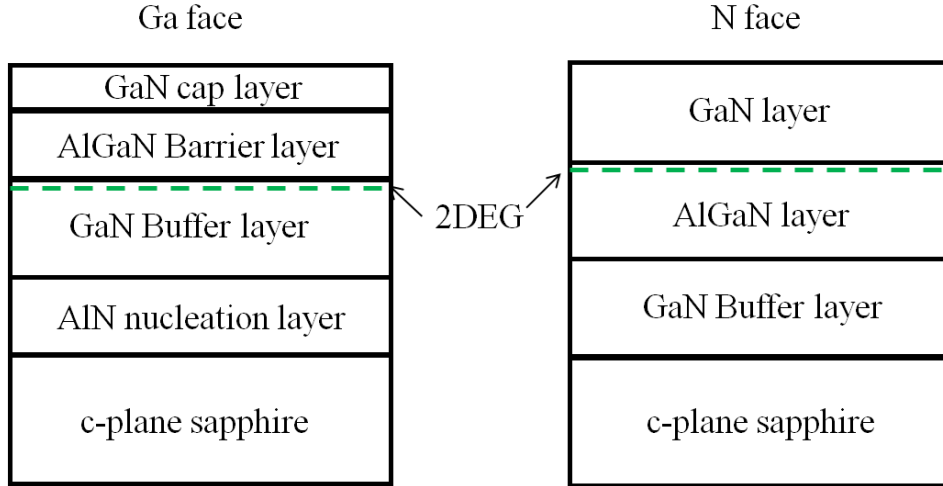 Ga face
GaN cap layer
AlGaN Barrier layer
GaN Buffer layer
AlN nucleation layer
c-plane sapphire
2DEG
N face
GaN layer
AlGaN layer
GaN Buffer layer
c-plane sapphire